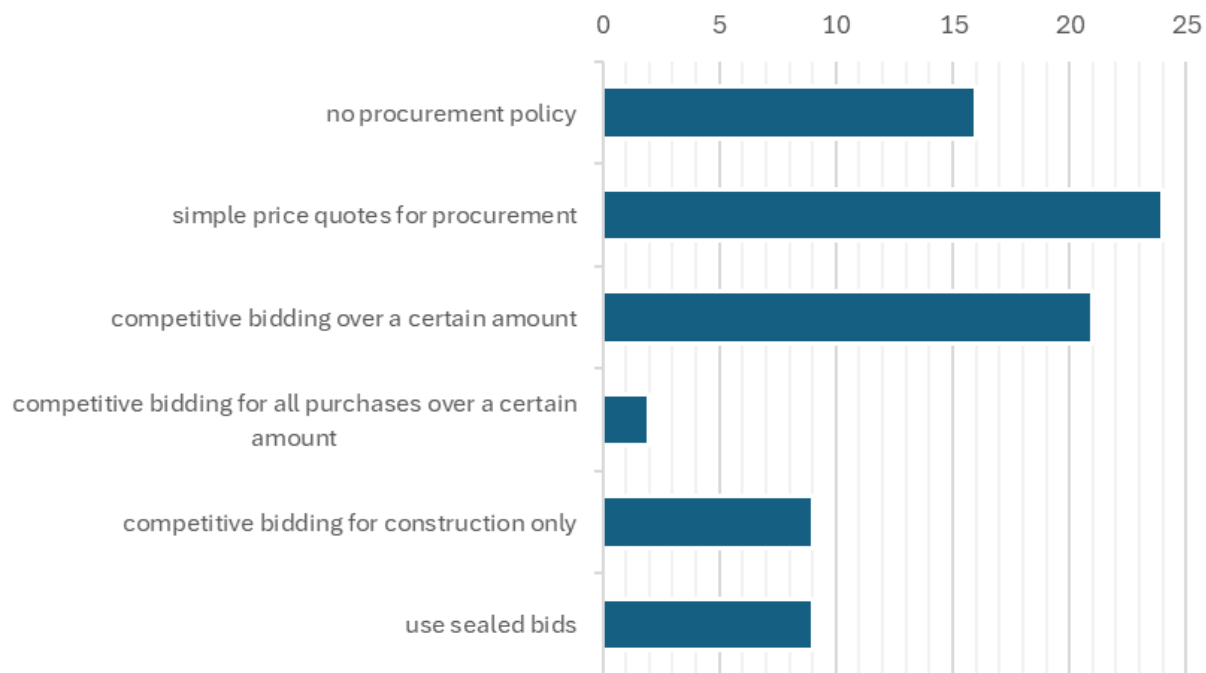 0 5 10 15 20 25
no procurement policy
simple price quotes for procurement
competitive bidding over a certain amount
competitive bidding for all purchases over a certain
amount
competitive bidding for construction only
use sealed bids